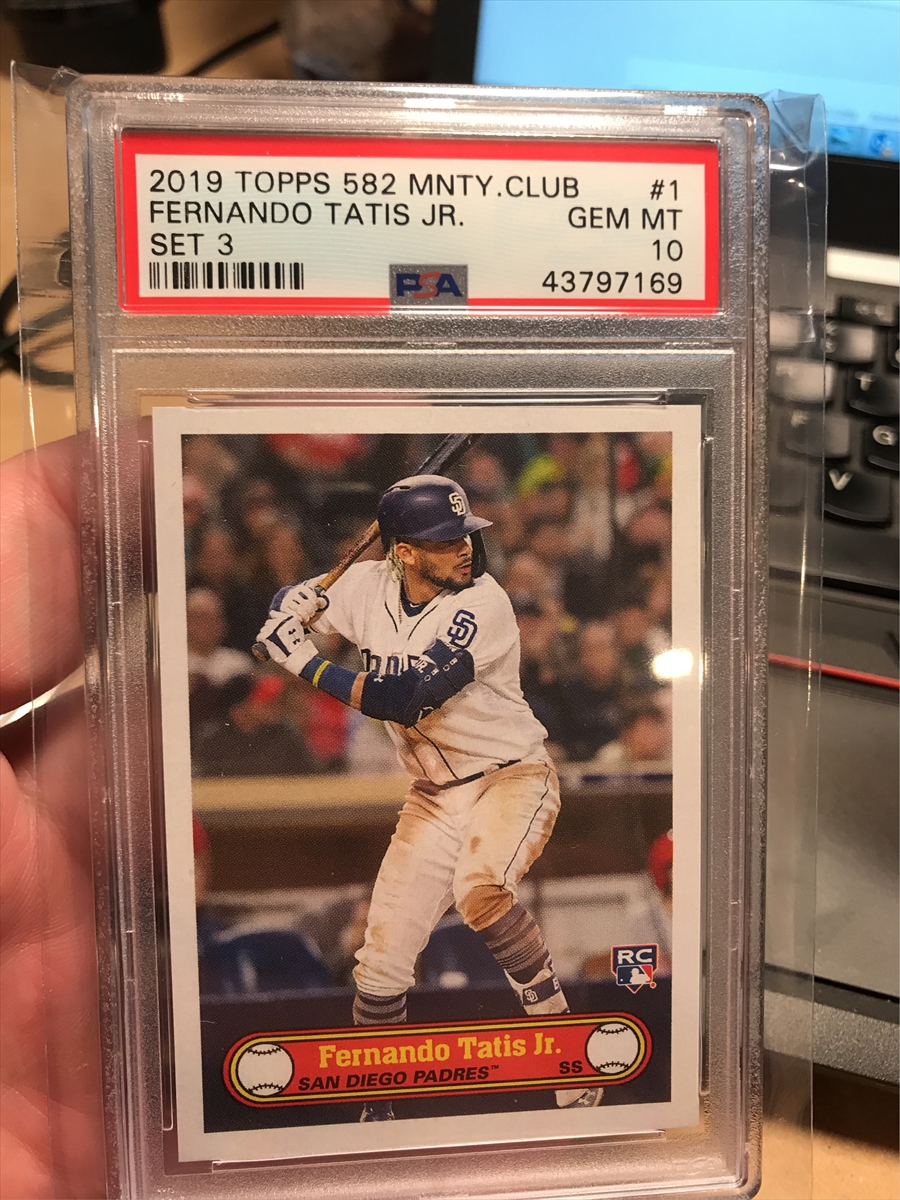 2019 TOPPS 582 MNTY.CLUB #1
FERNANDO TATIS JR. GEM MT
SET 3 10
PSA 43797169
SD
SD
RC
Fernando Tatis Jr.
SAN DIEGO PADRES™ SS
G
V